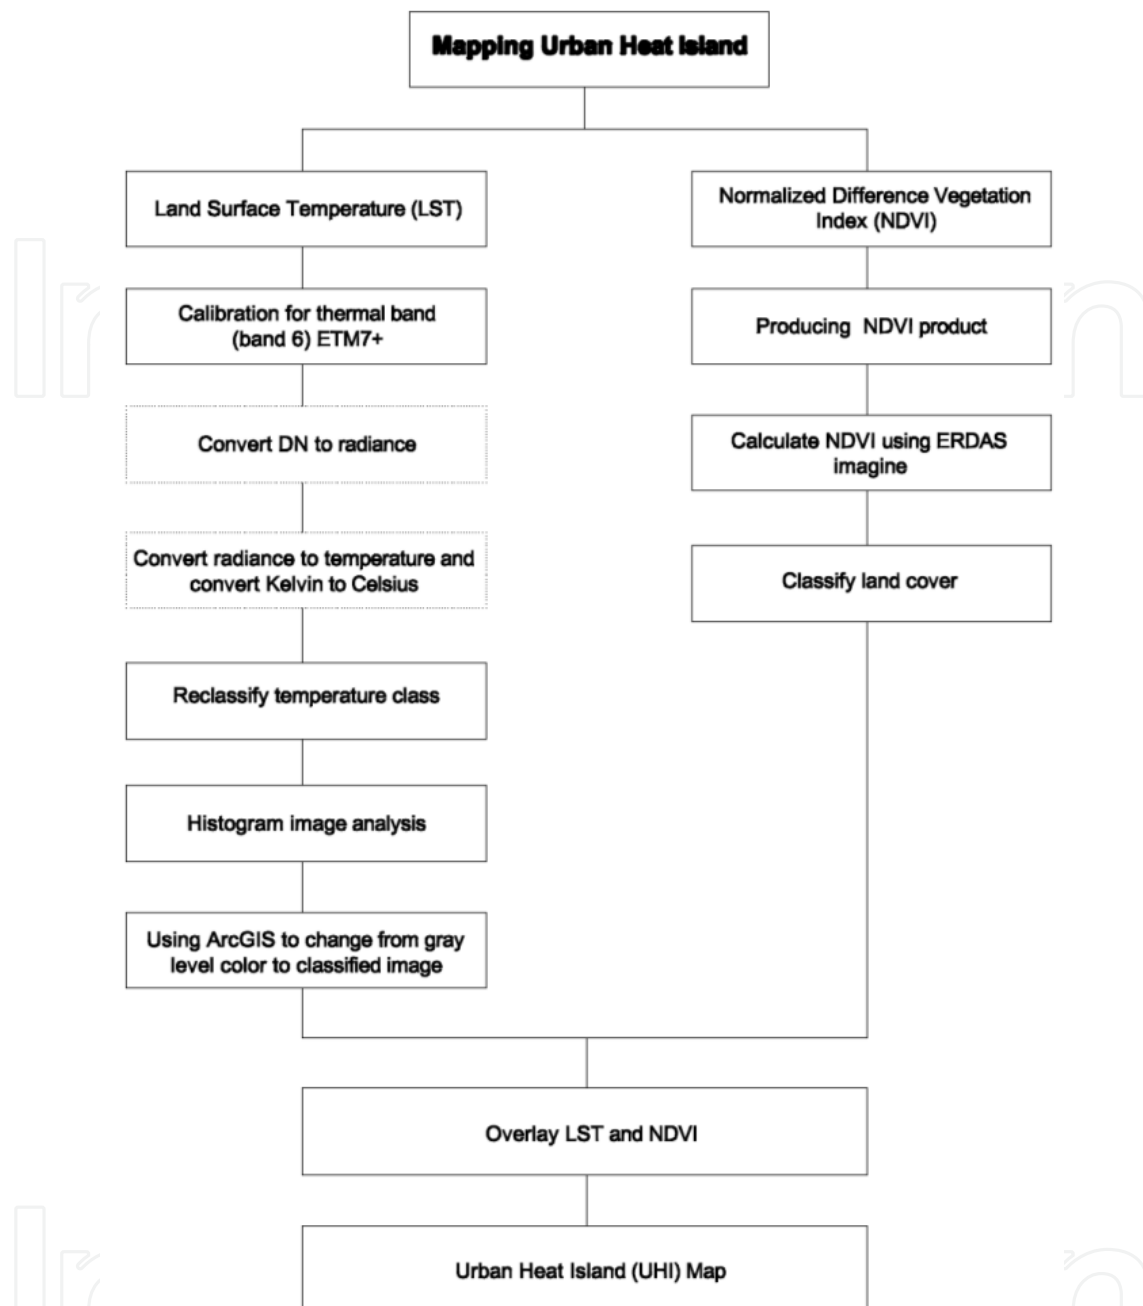 Mapping Urban Heat Island
Land Surface Temperature (LST)
Calibration for thermal band
(band 6) ETM7+
Convert DN to radiance
Convert radiance to temperature and
convert Kelvin to Celsius
Reclassify temperature class
Histogram image analysis
Using ArcGIS to change from gray
level color to classified image
Normalized Difference Vegetation
Index (NDVI)
Producing NDVI product
Calculate NDVI using ERDAS
imagine
Classify land cover
Overlay LST and NDVI
Urban Heat Island (UHI) Map